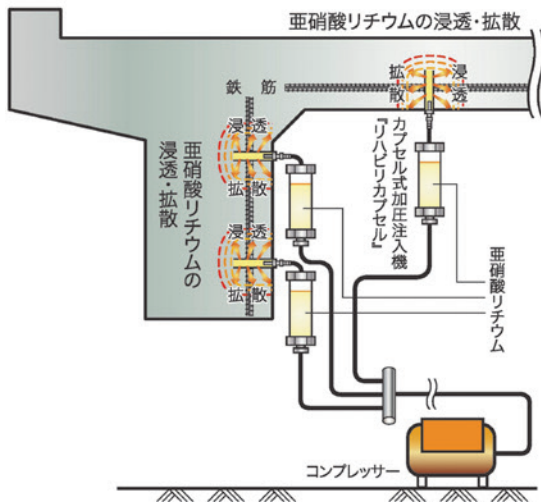 亜硝酸リチウムの浸透・拡散
拡 浸
散 透
鉄 筋
浸 透
拡 散
浸 透
拡 散
亜硝酸リチウムの
浸透・拡散
カプセル式加圧注入機
『リハビリカプセル』
亜硝酸リチウム
コンプレッサー